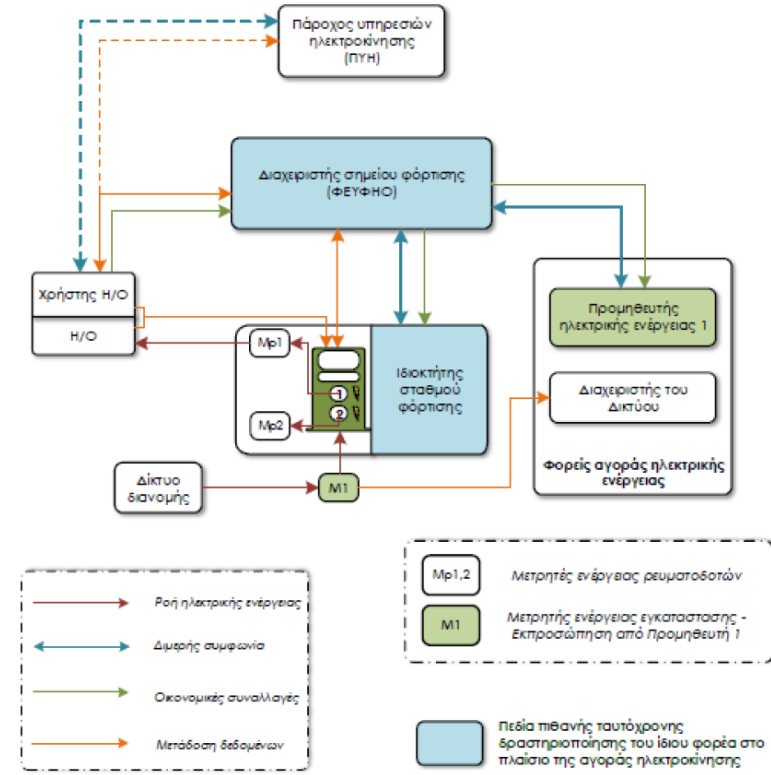 Πάροχος υπηρεσιών
ηλεκτροκίνησης
(ΠΥΗ)
Διαχειριστής σημείου φόρτισης
(ΦΕΥΦΗΟ)
Χρήστης Η/Ο
Η/Ο
Mp1
Mp2
1
2
Ιδιοκτήτης
σταθμού
φόρτισης
Προμηθευτής
ηλεκτρικής ενέργειας 1
Διαχειριστής του
Δικτύου
Φορείς αγοράς ηλεκτρικής
ενέργειας
Δίκτυο
διανομής
M1
Ροή ηλεκτρικής ενέργειας
Διμερής συμφωνία
Οικονομικές συναλλαγές
Μετάδοση δεδομένων
Mp1,2
Μετρητές ενέργειας ρευματοδοτών
M1
Μετρητής ενέργειας εγκαταστασης -
Εκπροσώπηση από Προμηθευτή 1
Πεδία πιθανής ταυτόχρονης
δραστηριοποίησης του ίδιου φορέα στο
πλαίσιο της αγοράς ηλεκτροκίνησης